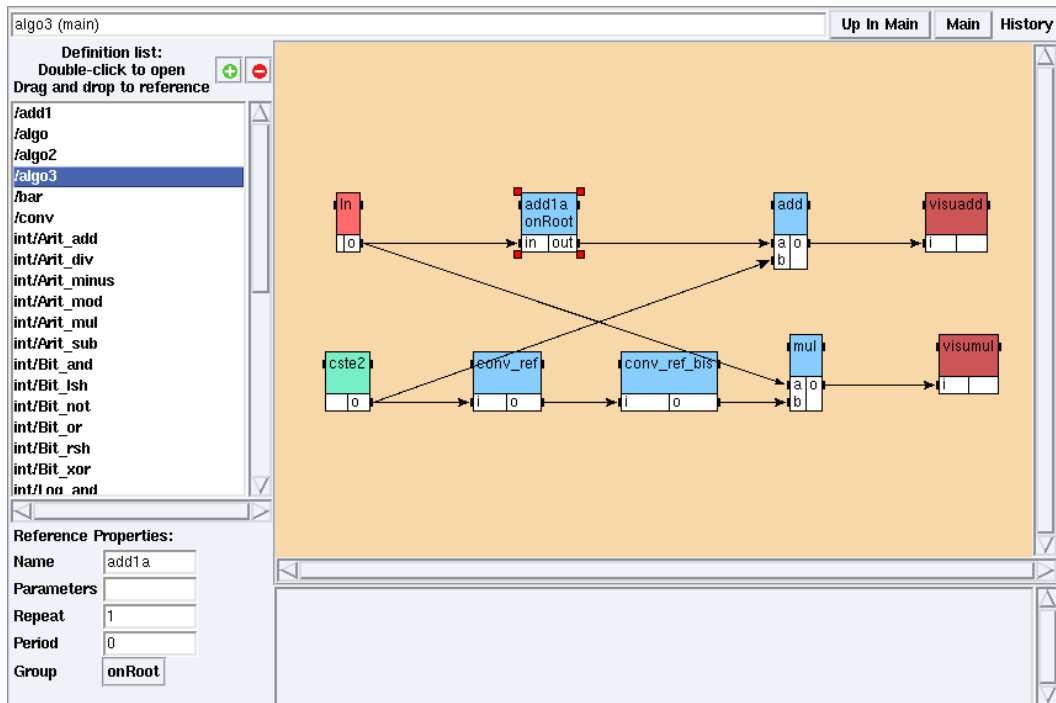 algo3 (main)
Up In Main
Main
History
Definition list:
Double-click to open
Drag and drop to reference
/add1
/algo
/algo2
/algo3
/bar
/conv
int/Arit_add
int/Arit_div
int/Arit_minus
int/Arit_mod
int/Arit_mul
int/Arit_sub
int/Bit_and
int/Bit_lsh
int/Bit_not
int/Bit_or
int/Bit_rsh
int/Bit_xor
int/Log_and
Reference Properties:
Name add1a
Parameters
Repeat 1
Period 0
Group onRoot
In
o
add1a
onRoot
in out
add
a o
b
visuadd
i
cste2
o
conv_ref
i o
conv_ref_bis
i o
mul
a o
b
visumul
i